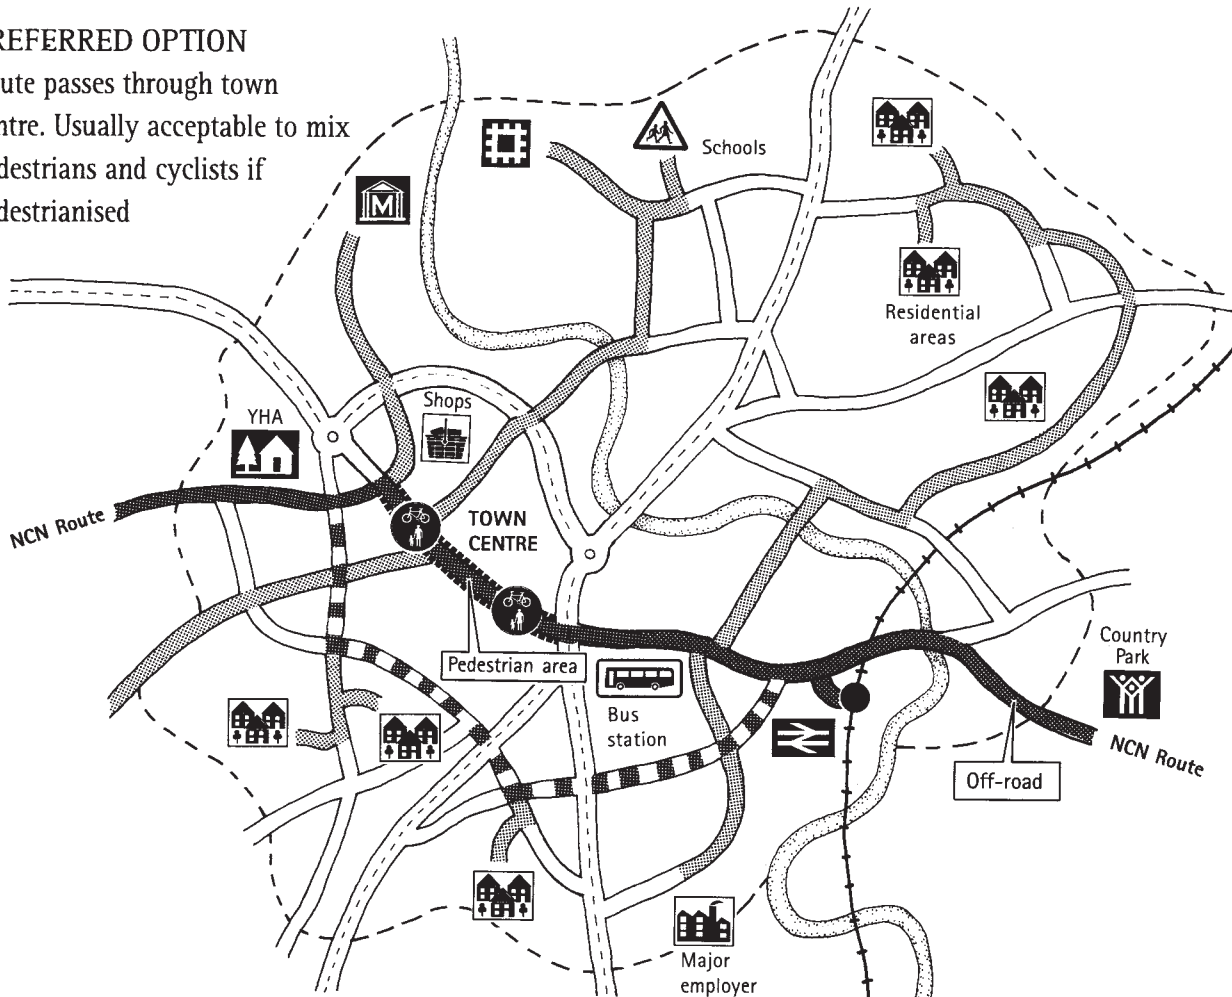 REFERRED OPTION
ute passes through town
ntre. Usually acceptable to mix
destrians and cyclists if
destrianised
M
Schools
Residential
areas
YHA
Shops
NCN Route
TOWN
CENTRE
Pedestrian area
Bus
station
Country
Park
NCN Route
Off-road
Major
employer